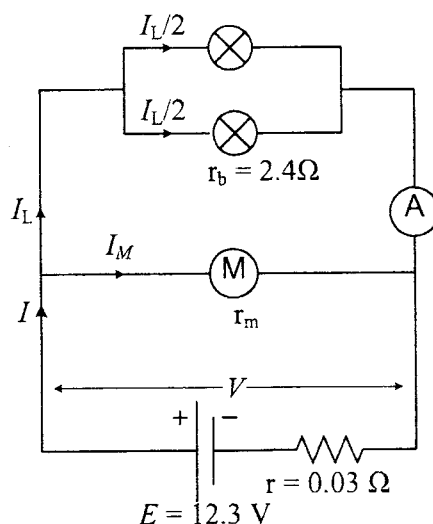 I_L/2
I_L/2
r_b = 2.4Ω
A
I_L
I_M
M
I
r_m
V
+ −
r = 0.03 Ω
E = 12.3 V